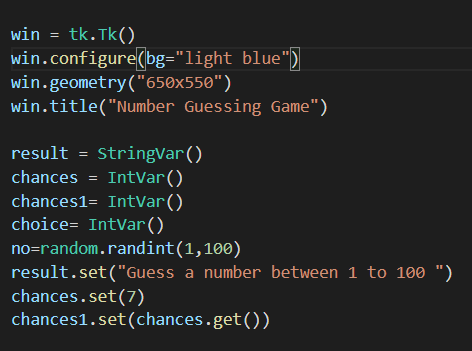 win = tk.Tk()
win.configure(bg="light blue")
win.geometry("650x550")
win.title("Number Guessing Game")
result = StringVar()
chances = IntVar()
chances1= IntVar()
choice= IntVar()
no=random.randint(1,100)
result.set("Guess a number between 1 to 100 ")
chances.set(7)
chances1.set(chances.get())